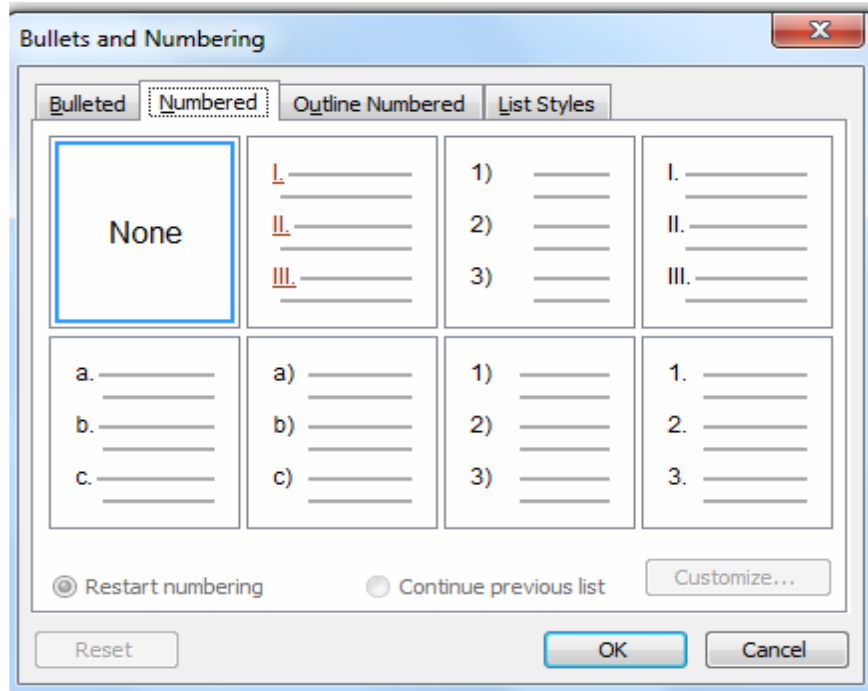 Bullets and Numbering
X
Bulleted Numbered Outline Numbered List Styles
None
I.
II.
III.
1)
2)
3)
I.
II.
III.
a.
b.
c.
a)
b)
c)
1)
2)
3)
1.
2.
3.
Restart numbering Continue previous list Customize...
Reset OK Cancel